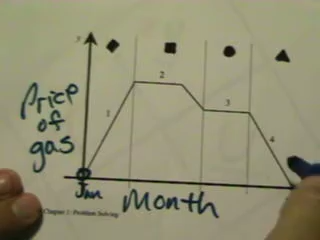 y
2
1
3
4
Price
of
gas
Jan
Month
Chapter 1: Problem Solving